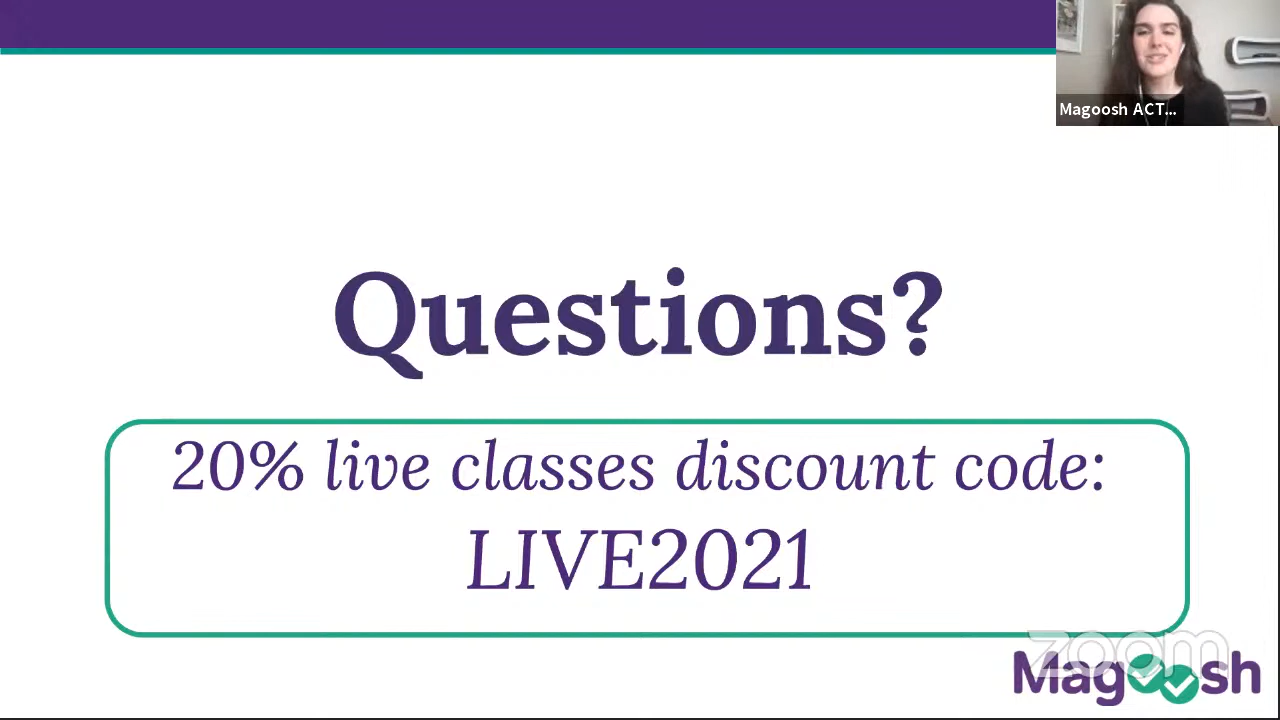 Magoosh ACT...
Questions?
20% live classes discount code:
LIVE2021
zoom
Magoosh